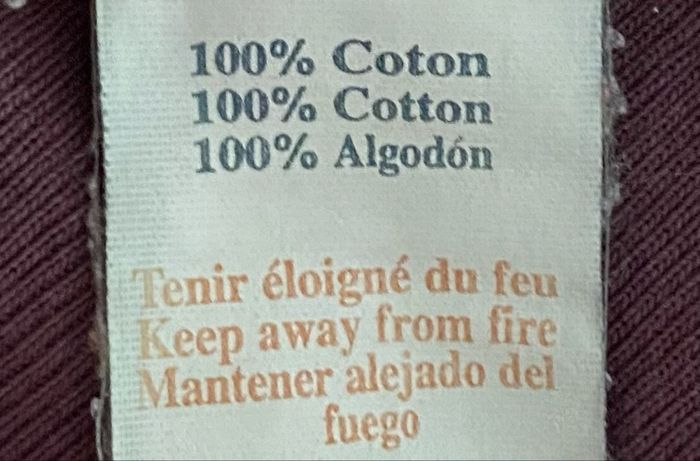 100% Coton
100% Cotton
100% Algodón
Tenir éloigné du feu
Keep away from fire
Mantener alejado del
fuego